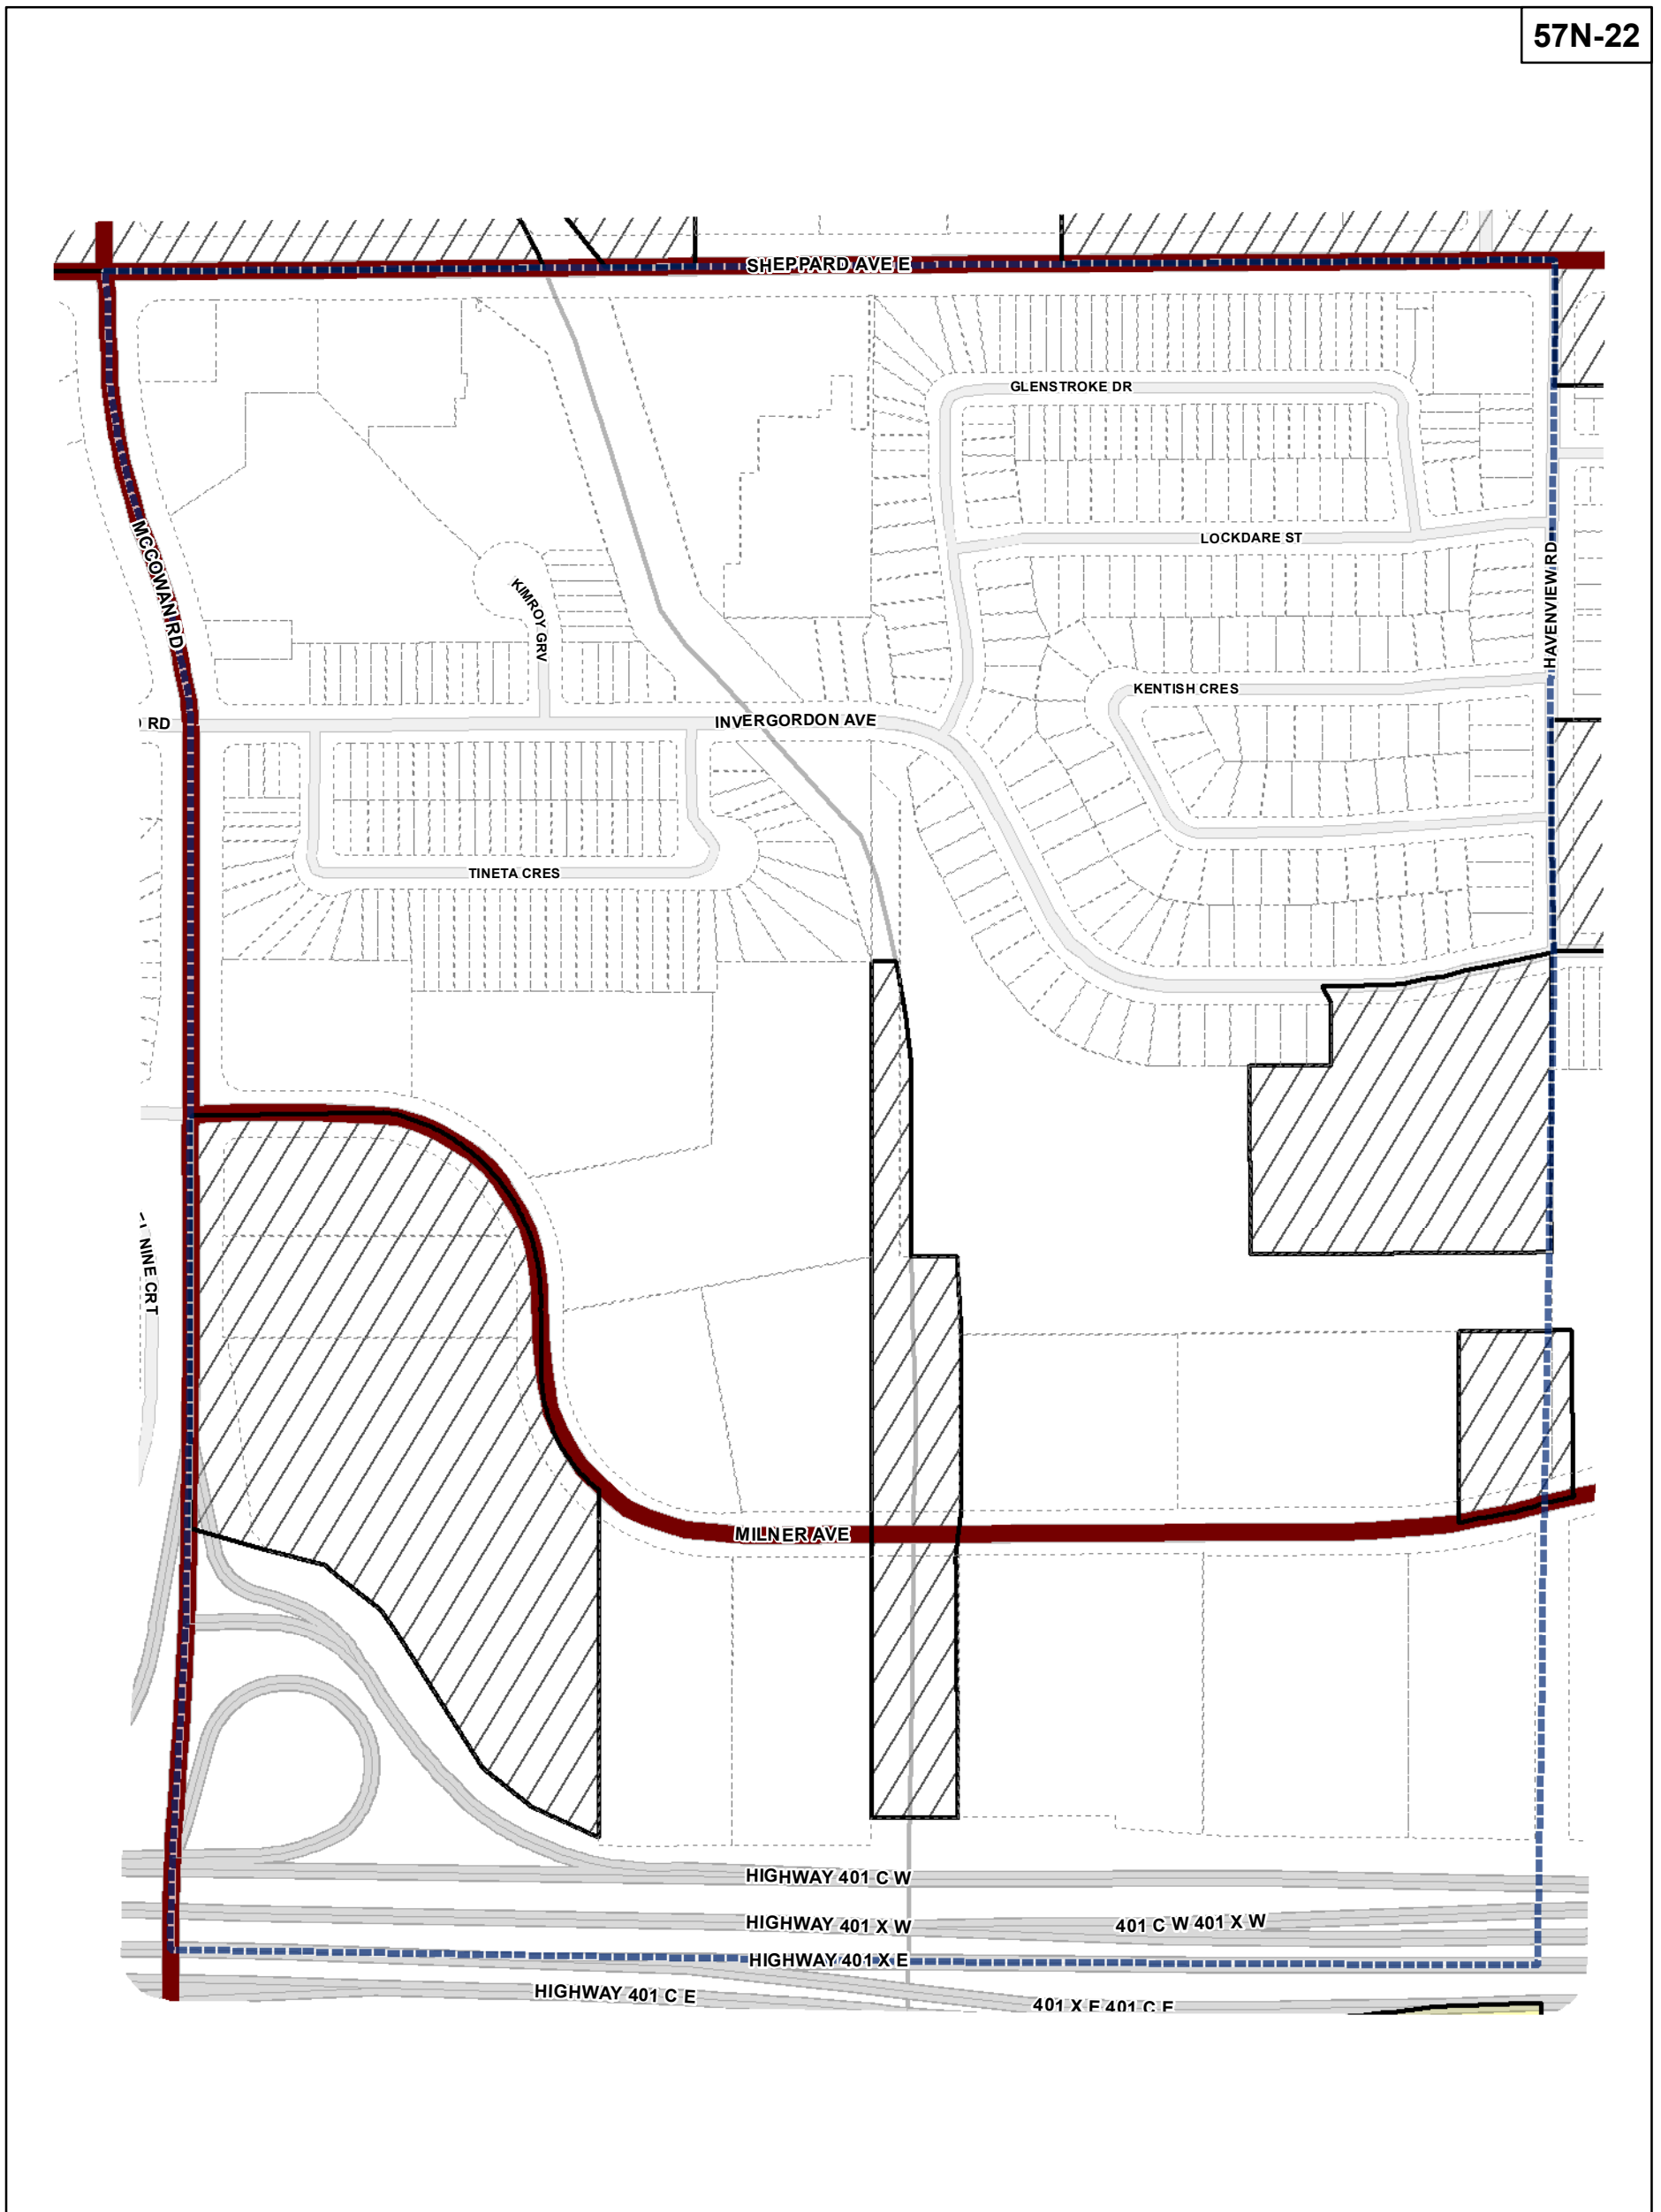 57N-22
SHEPPARD AVE E
GLENSTROKE DR
LOCKDARE ST
MCCOWAN RD
HAVENVIEW RD
KIMROY GRV
KENTISH CRES
RD
INVERGORDON AVE
TINETA CRES
NINE CRT
MILNER AVE
HIGHWAY 401 C W
HIGHWAY 401 X W
401 C W 401 X W
HIGHWAY 401 X E
HIGHWAY 401 C E
401 X E 401 C E